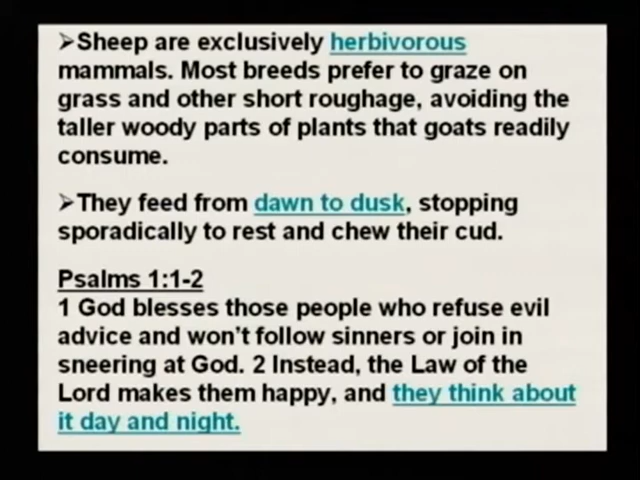 ➢Sheep are exclusively herbivorous
mammals. Most breeds prefer to graze on
grass and other short roughage, avoiding the
taller woody parts of plants that goats readily
consume.
➢They feed from dawn to dusk, stopping
sporadically to rest and chew their cud.
Psalms 1:1-2
1 God blesses those people who refuse evil
advice and won't follow sinners or join in
sneering at God. 2 Instead, the Law of the
Lord makes them happy, and they think about
it day and night.